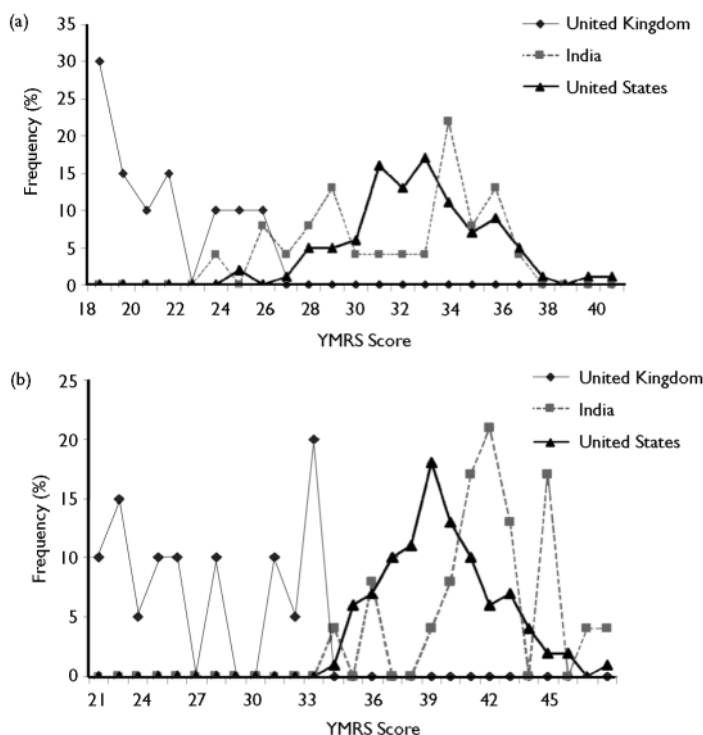 (a)
35
30
25
20
15
10
5
0
Frequency (%)
United Kingdom
India
United States
18 20 22 24 26 28 30 32 34 36 38 40
YMRS Score
(b)
25
20
15
10
5
0
Frequency (%)
United Kingdom
India
United States
21 24 27 30 33 36 39 42 45
YMRS Score